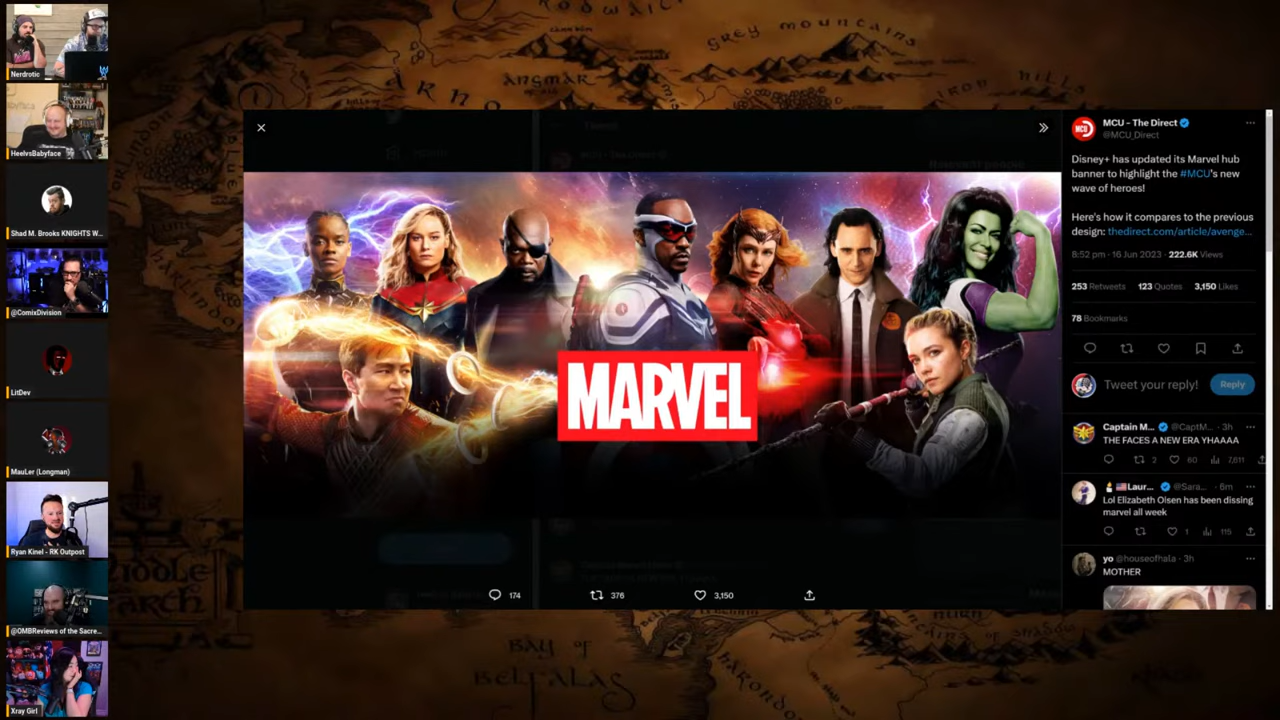 Nerdrotic
HeelvsBabyface
Shad M. Brooks KNIGHTS W...
@ComixDivision
LitDev
MauLer (Longman)
Ryan Kinel - RK Outpost
@OMBReviews of the Sacre...
Xray Girl
GREY MOUNTAINS
ANGMAR
MIDDLE
EARTH
BAY OF
BELFALAS
MARVEL
174
376
3,150
MCU - The Direct
@MCU_Direct
Disney+ has updated its Marvel hub
banner to highlight the #MCU's new
wave of heroes!
Here's how it compares to the previous
design: thedirect.com/article/avenge...
8:52 pm · 16 Jun 2023 · 222.6K Views
253 Retweets 123 Quotes 3,150 Likes
78 Bookmarks
Tweet your reply! Reply
Captain M... @CaptM... · 3h
THE FACES A NEW ERA YHAAAA
2 60 7,611
Laur... @Sara... · 6m
Lol Elizabeth Olsen has been dissing
marvel all week
1 115
yo @houseofhala · 3h
MOTHER